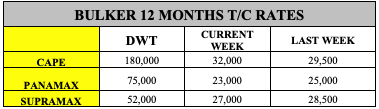 BULKER 12 MONTHS T/C RATES
DWT CURRENT WEEK LAST WEEK
CAPE 180,000 32,000 29,500
PANAMAX 75,000 23,000 25,000
SUPRAMAX 52,000 27,000 28,500